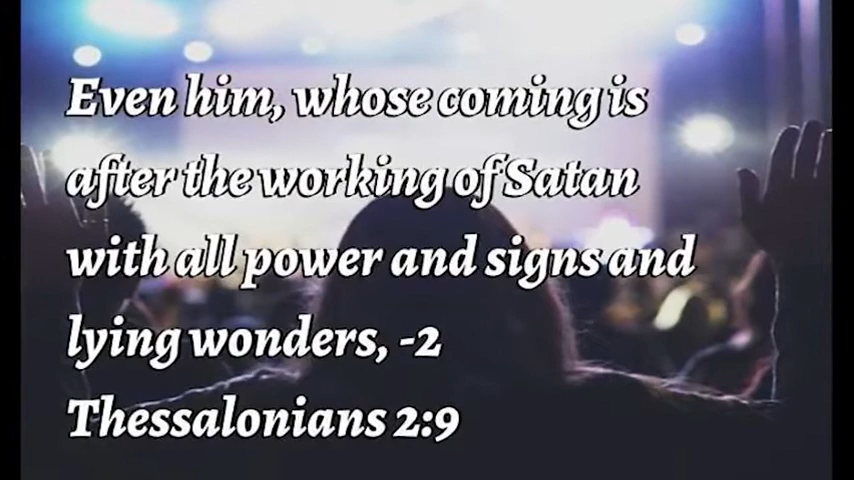 Even him, whose coming is
after the working of Satan
with all power and signs and
lying wonders, -2
Thessalonians 2:9